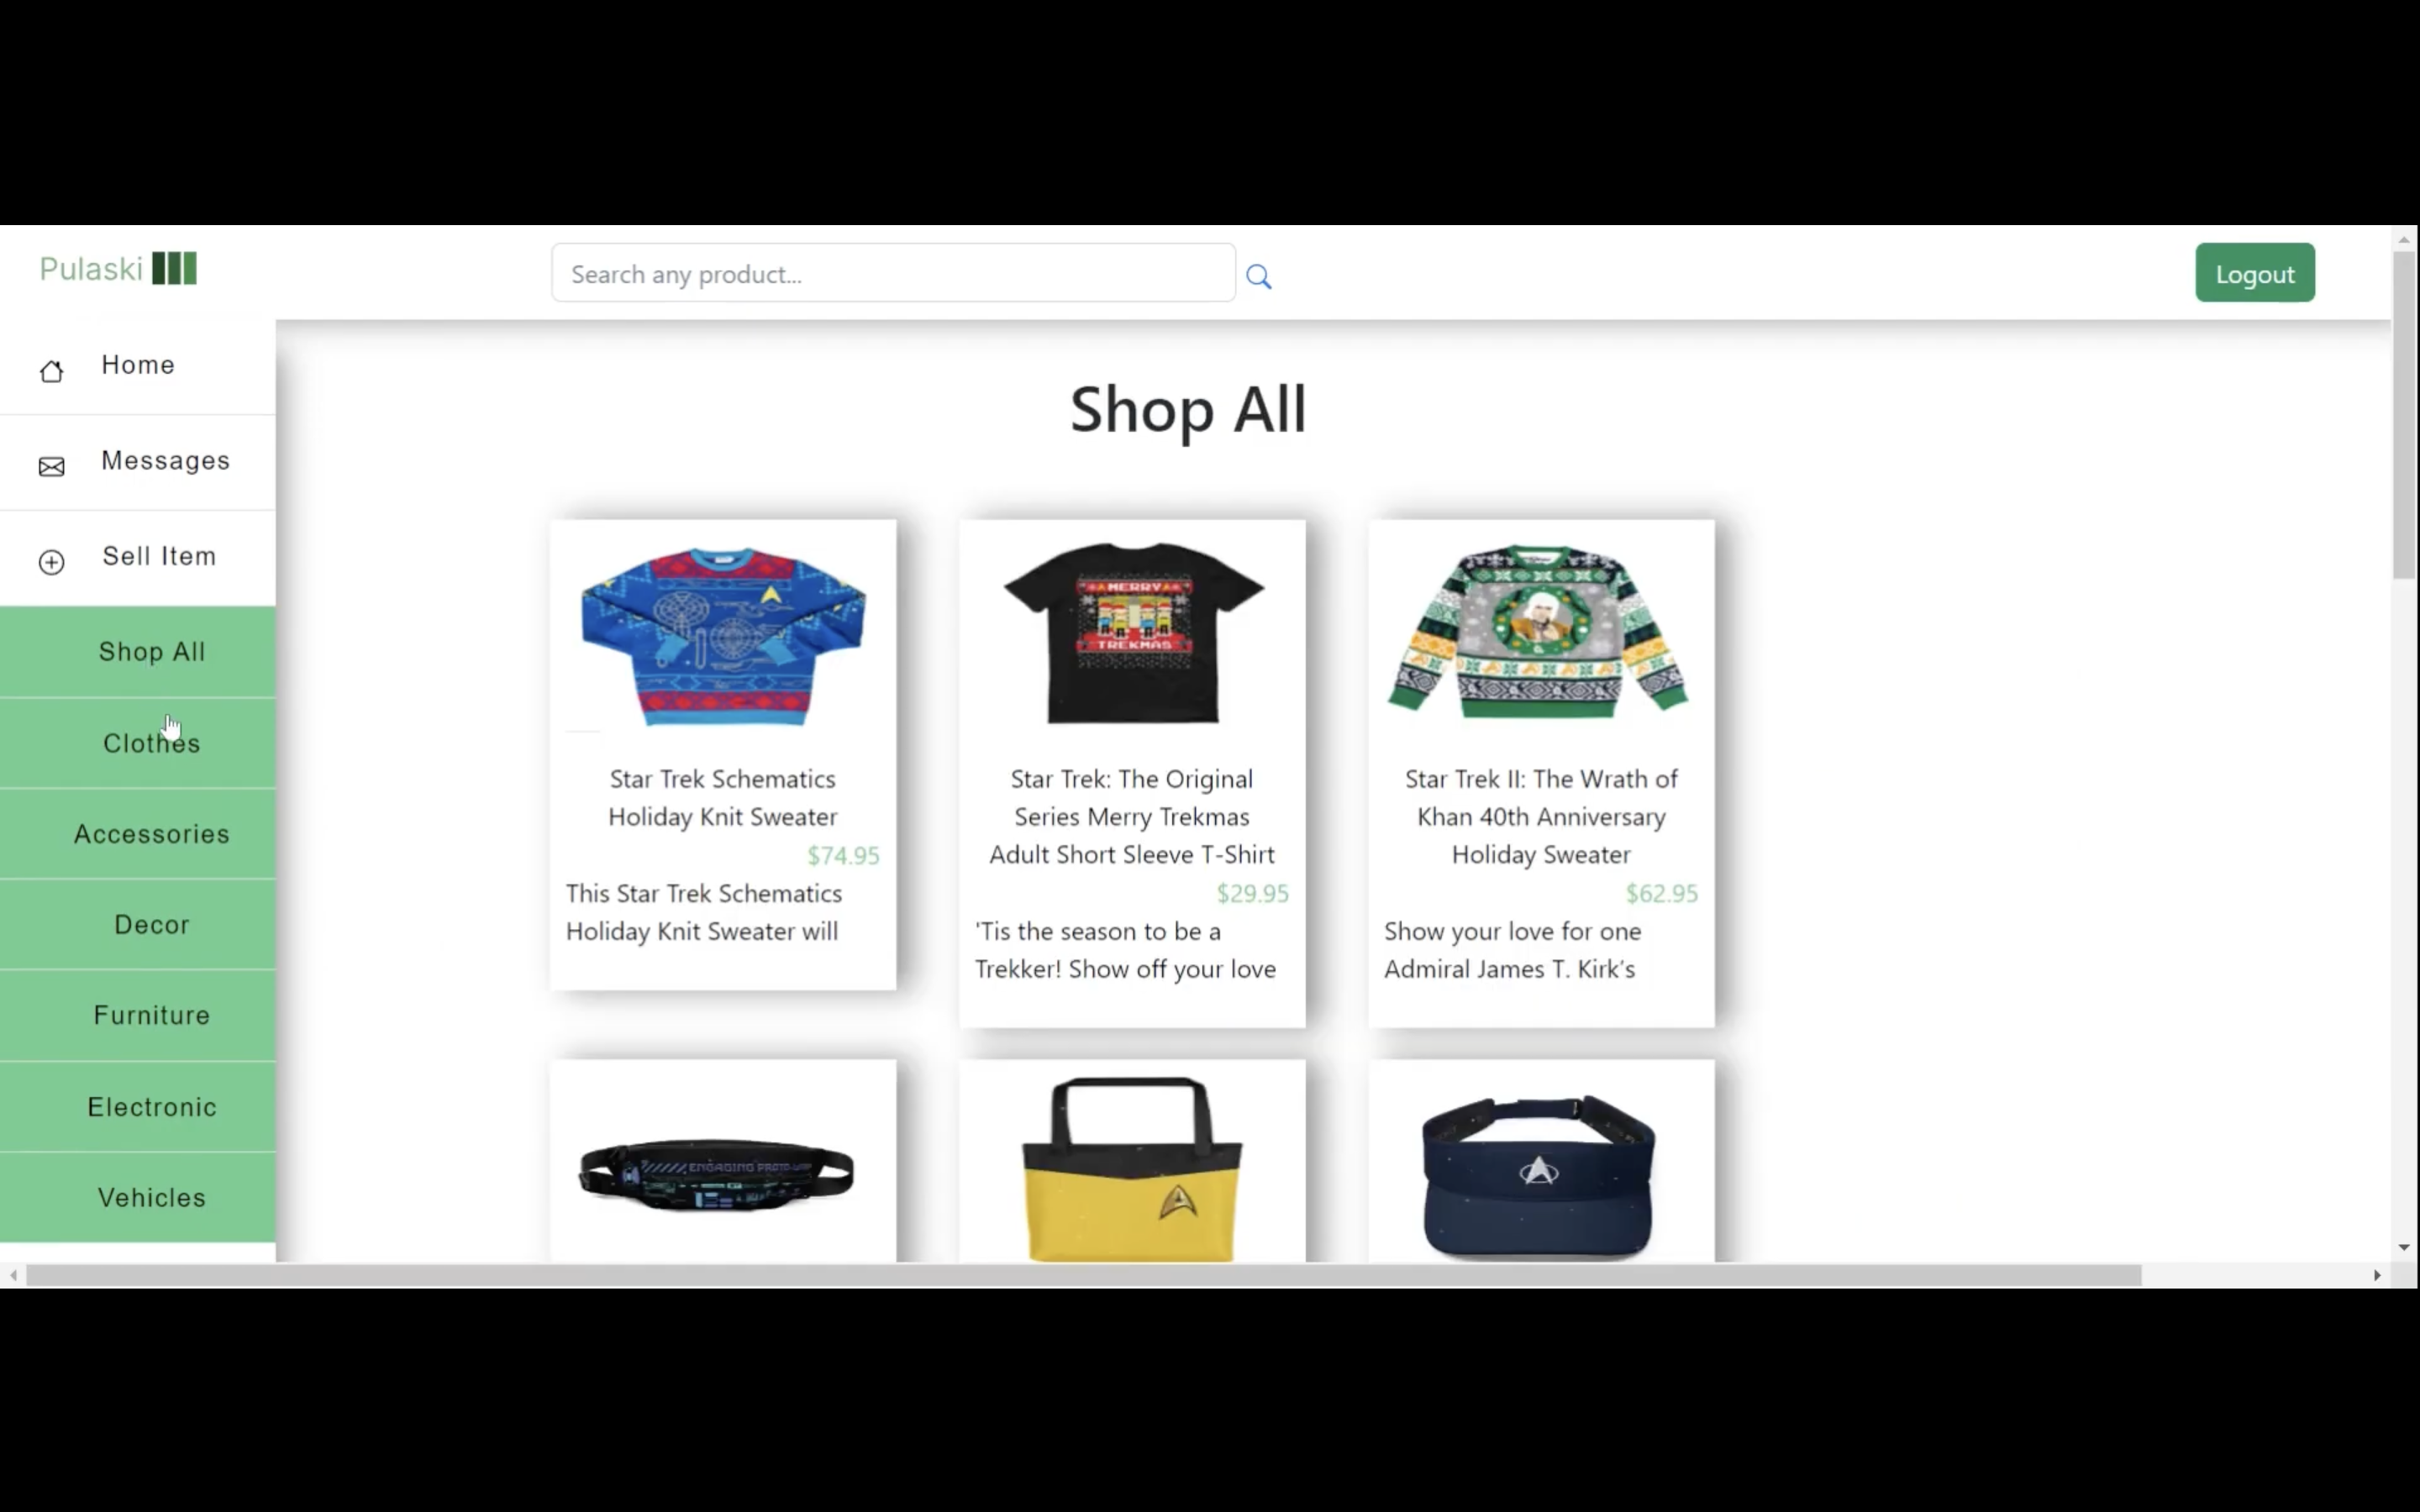 Pulaski
Search any product...
Logout
Home
Messages
Sell Item
Shop All
Clothes
Accessories
Decor
Furniture
Electronic
Vehicles
Shop All
MERRY
TREKMAS
Star Trek Schematics
Holiday Knit Sweater
$74.95
This Star Trek Schematics
Holiday Knit Sweater will
Star Trek: The Original
Series Merry Trekmas
Adult Short Sleeve T-Shirt
$29.95
'Tis the season to be a
Trekker! Show off your love
Star Trek II: The Wrath of
Khan 40th Anniversary
Holiday Sweater
$62.95
Show your love for one
Admiral James T. Kirk’s
ENGAGING